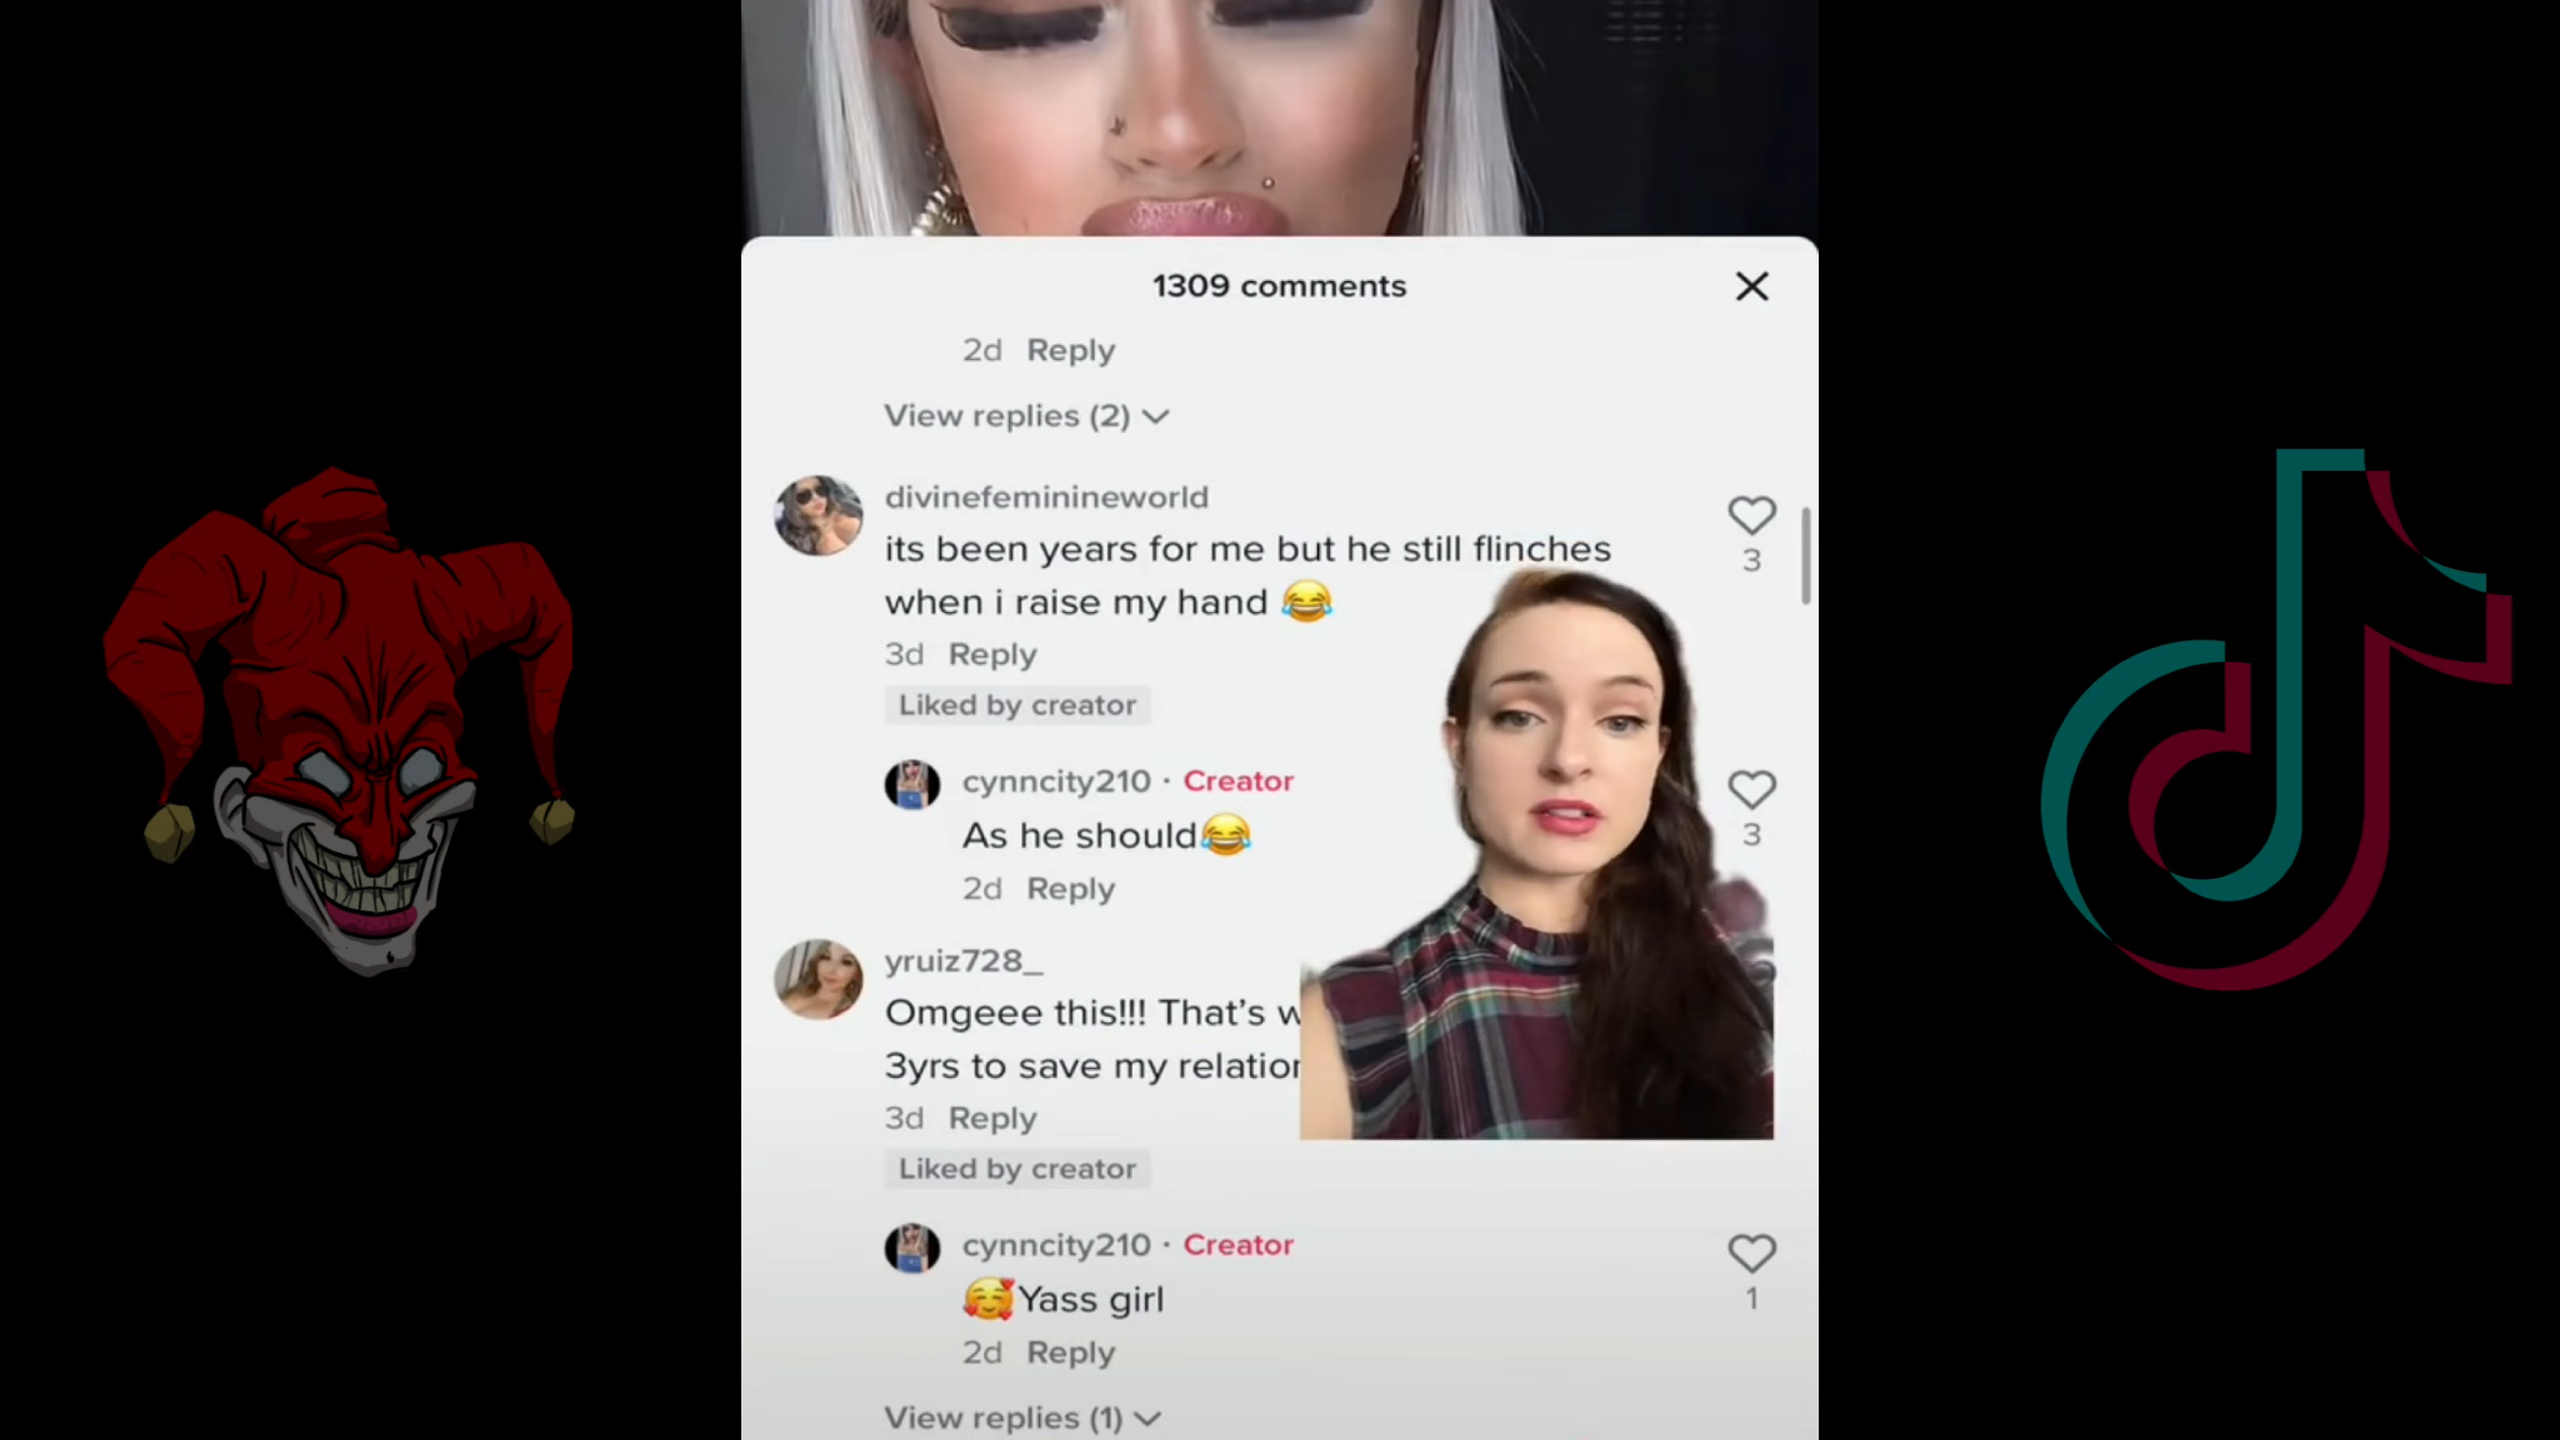 1309 comments
2d Reply
View replies (2)
divinefeminineworld
its been years for me but he still flinches
when i raise my hand 😂
3
3d Reply
Liked by creator
cynncity210 · Creator
As he should😂
3
2d Reply
yruiz728_
Omgeee this!!! That's
3yrs to save my
3d Reply
Liked by creator
cynncity210 · Creator
🥰Yass girl
1
2d Reply
View replies (1)